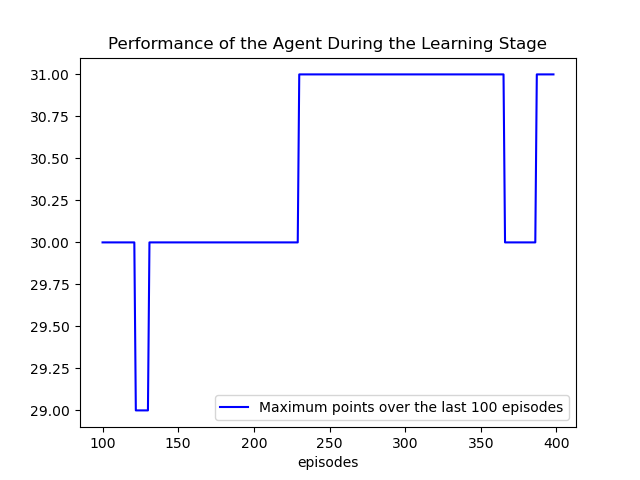 Performance of the Agent During the Learning Stage
31.00
30.75
30.50
30.25
30.00
29.75
29.50
29.25
29.00
Maximum points over the last 100 episodes
100 150 200 250 300 350 400
episodes